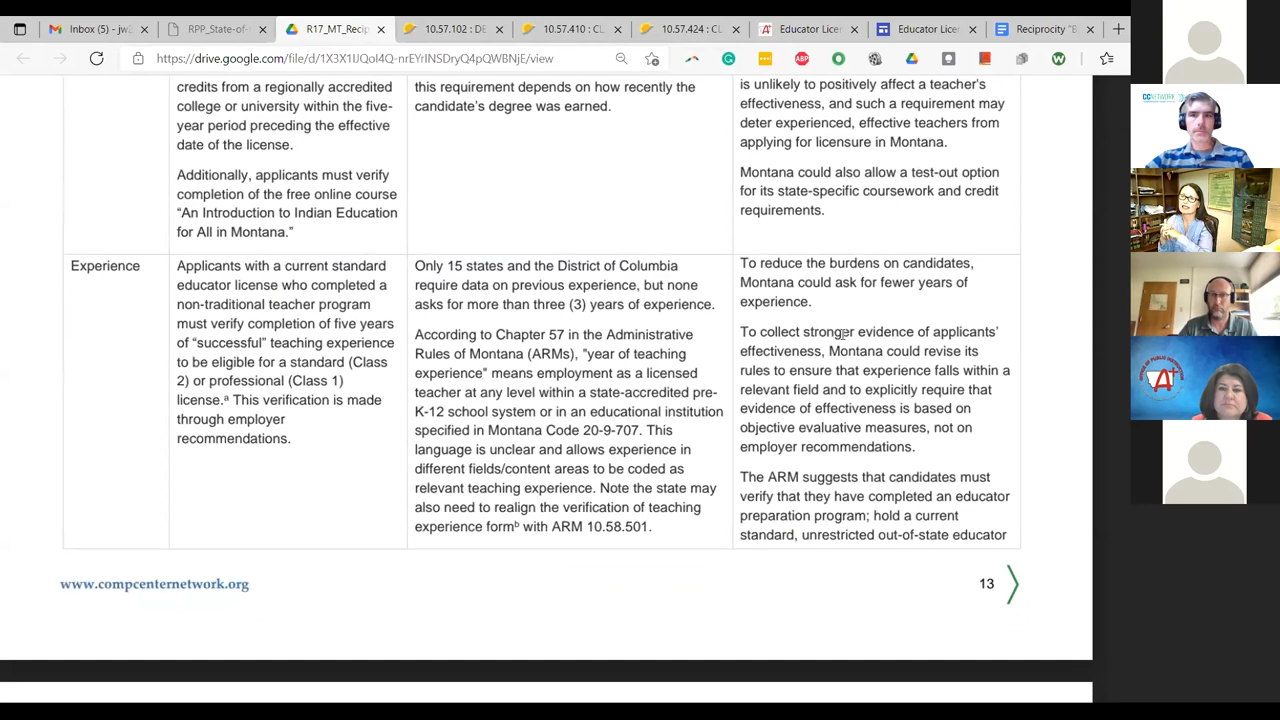 Inbox (5) - jw
RPP_State-of-
R17_MT_Recip
10.57.102 : DE
10.57.410 : CL
10.57.424 : CL
Educator Licen
Educator Licen
Reciprocity "B
https://drive.google.com/file/d/1X3X1IJQol4Q-nrEYrINSDryQ4pQWBNjE/view
credits from a regionally accredited
college or university within the five-
year period preceding the effective
date of the license.
Additionally, applicants must verify
completion of the free online course
“An Introduction to Indian Education
for All in Montana.”
this requirement depends on how recently the
candidate’s degree was earned.
is unlikely to positively affect a teacher’s
effectiveness, and such a requirement may
deter experienced, effective teachers from
applying for licensure in Montana.
Montana could also allow a test-out option
for its state-specific coursework and credit
requirements.
Experience
Applicants with a current standard
educator license who completed a
non-traditional teacher program
must verify completion of five years
of “successful” teaching experience
to be eligible for a standard (Class
2) or professional (Class 1)
license.ª This verification is made
through employer
recommendations.
Only 15 states and the District of Columbia
require data on previous experience, but none
asks for more than three (3) years of experience.
According to Chapter 57 in the Administrative
Rules of Montana (ARMs), "year of teaching
experience" means employment as a licensed
teacher at any level within a state-accredited pre-
K-12 school system or in an educational institution
specified in Montana Code 20-9-707. This
language is unclear and allows experience in
different fields/content areas to be coded as
relevant teaching experience. Note the state may
also need to realign the verification of teaching
experience formᵇ with ARM 10.58.501.
To reduce the burdens on candidates,
Montana could ask for fewer years of
experience.
To collect stronger evidence of applicants’
effectiveness, Montana could revise its
rules to ensure that experience falls within a
relevant field and to explicitly require that
evidence of effectiveness is based on
objective evaluative measures, not on
employer recommendations.
The ARM suggests that candidates must
verify that they have completed an educator
preparation program; hold a current
standard, unrestricted out-of-state educator
www.compcenternetwork.org
13
CCNETWORK